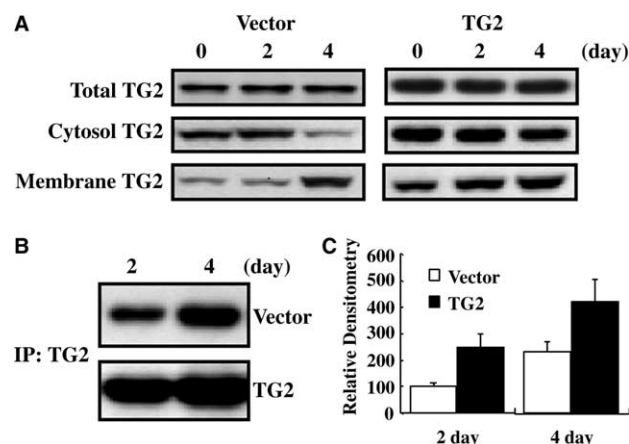 A
Vector
TG2
0 2 4
0 2 4 (day)
Total TG2
Cytosol TG2
Membrane TG2
B
2 4 (day)
IP: TG2
Vector
TG2
C
Relative Densitometry
600
500
400
300
200
100
0
Vector
TG2
2 day
4 day